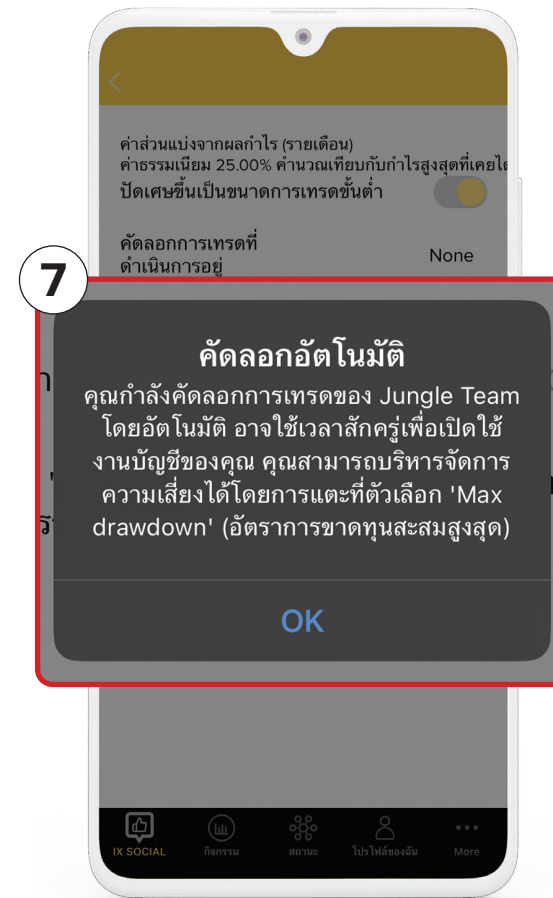 ค่าส่วนแบ่งจากผลกำไร (รายเดือน)
ค่าธรรมเนียม 25.00% คำนวณเทียบกับกำไรสูงสุดที่เคยได
ปัดเศษขึ้นเป็นขนาดการเทรดขั้นต่ำ
คัดลอกการเทรดที่
ดำเนินการอยู่
None
7
คัดลอกอัตโนมัติ
คุณกำลังคัดลอกการเทรดของ Jungle Team
โดยอัตโนมัติ อาจใช้เวลาสักครู่เพื่อเปิดใช้
งานบัญชีของคุณ คุณสามารถบริหารจัดการ
ความเสี่ยงได้โดยการแตะที่ตัวเลือก 'Max
drawdown' (อัตราการขาดทุนสะสมสูงสุด)
OK
IX SOCIAL
กิจกรรม
สถานะ
โปรไฟล์ของฉัน
More